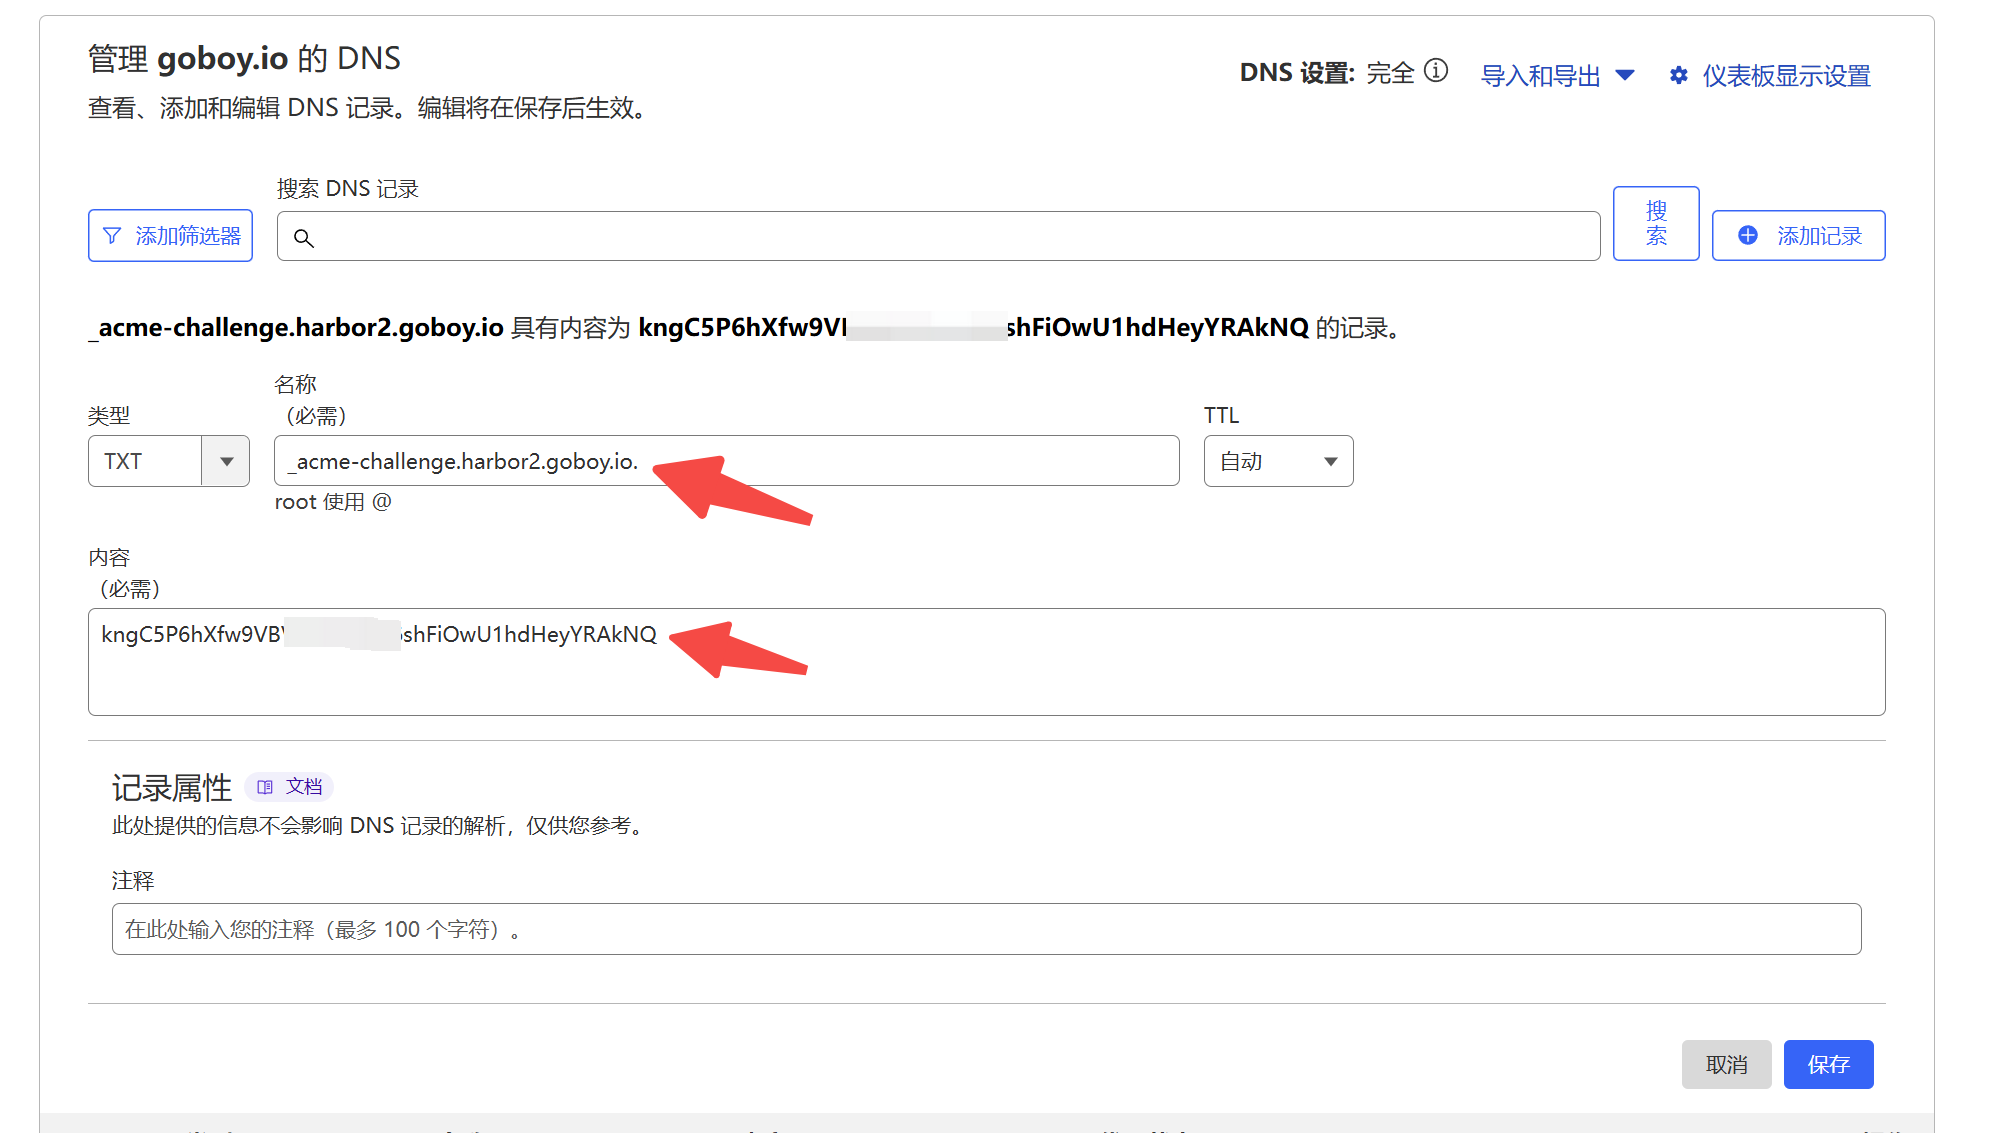 管理 goboy.io 的 DNS
查看、添加和编辑 DNS 记录。编辑将在保存后生效。
DNS 设置: 完全
导入和导出
仪表板显示设置
搜索 DNS 记录
添加筛选器
搜索
添加记录
_acme-challenge.harbor2.goboy.io 具有内容为 kngC5P6hXfw9V shFiOwU1hdHeyYRAkNQ 的记录。
类型
名称
（必需）
TTL
TXT
_acme-challenge.harbor2.goboy.io.
自动
root 使用 @
内容
（必需）
kngC5P6hXfw9VB shFiOwU1hdHeyYRAkNQ
记录属性
文档
此处提供的信息不会影响 DNS 记录的解析，仅供您参考。
注释
在此处输入您的注释（最多 100 个字符）。
取消
保存